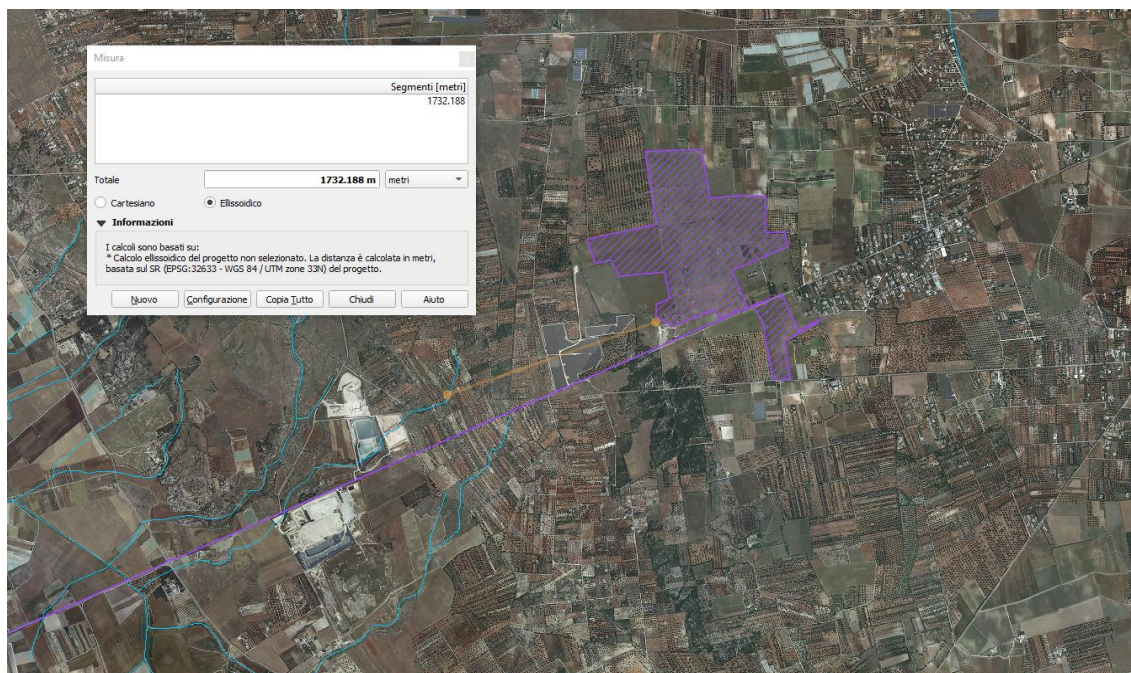 Misura
Segmenti [metri]
1732.188
Totale
1732.188 m
metri
Cartesiano
Ellissoidico
Informazioni
I calcoli sono basati su:
* Calcolo ellissoidico del progetto non selezionato. La distanza è calcolata in metri,
basata sul SR (EPSG:32633 - WGS 84 / UTM zone 33N) del progetto.
Nuovo
Configurazione
Copia Tutto
Chiudi
Aiuto